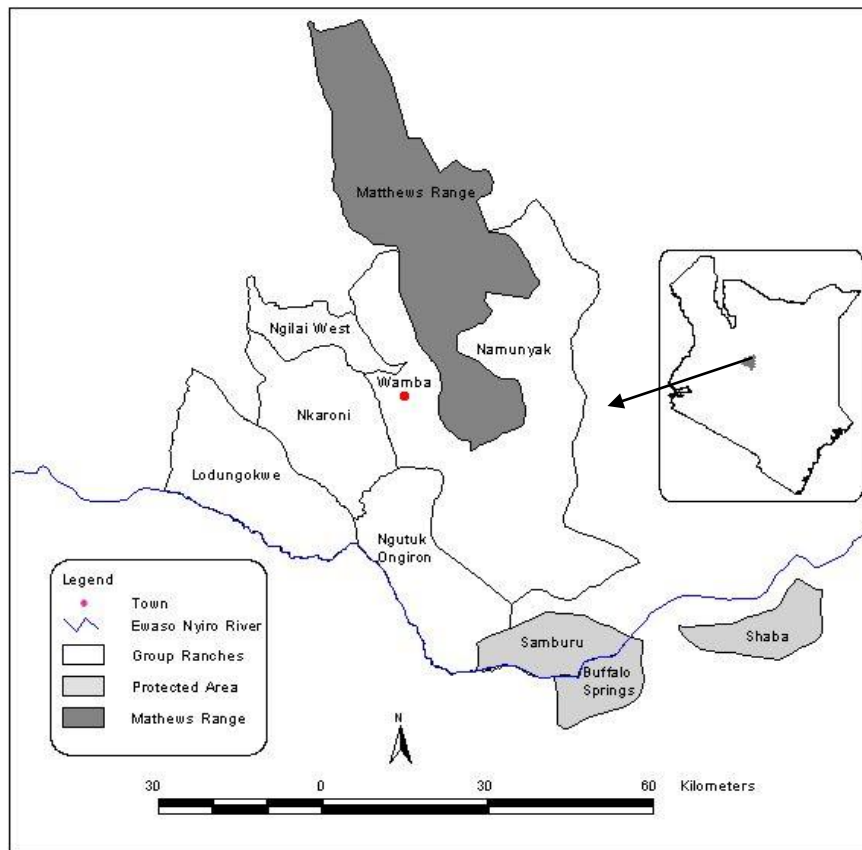 Matthews Range
Ngilai West
Namunyak
Wamba
Nkaroni
Lodungokwe
Ngutuk
Ongiron
Samburu
Shaba
Buffalo
Springs
Legend
Town
Ewaso Nyiro River
Group Ranches
Protected Area
Mathews Range
N
30 0 30 60 Kilometers